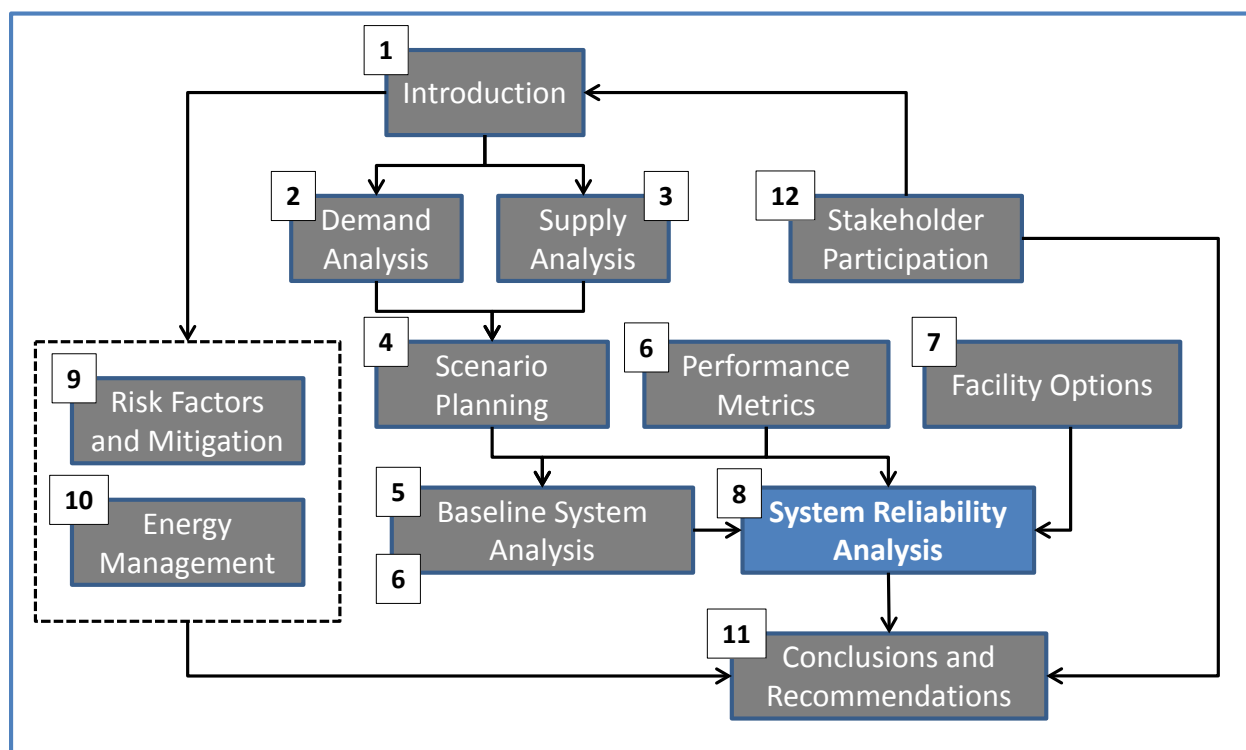 1
Introduction
2
Demand
Analysis
3
Supply
Analysis
12
Stakeholder
Participation
4
Scenario
Planning
6
Performance
Metrics
7
Facility Options
9
Risk Factors
and Mitigation
10
Energy
Management
5
Baseline System
Analysis
6
8
System Reliability
Analysis
11
Conclusions and
Recommendations